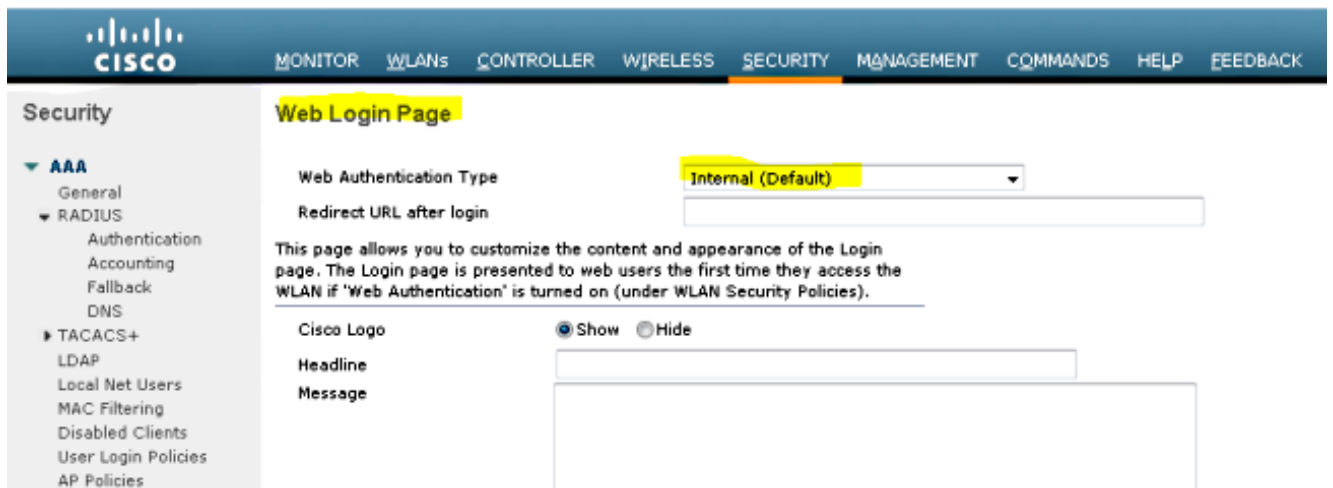 CISCO
MONITOR WLANs CONTROLLER WIRELESS SECURITY MANAGEMENT COMMANDS HELP FEEDBACK
Security
AAA
General
RADIUS
Authentication
Accounting
Fallback
DNS
TACACS+
LDAP
Local Net Users
MAC Filtering
Disabled Clients
User Login Policies
AP Policies
Web Login Page
Web Authentication Type Internal (Default)
Redirect URL after login
This page allows you to customize the content and appearance of the Login
page. The Login page is presented to web users the first time they access the
WLAN if 'Web Authentication' is turned on (under WLAN Security Policies).
Cisco Logo Show Hide
Headline
Message